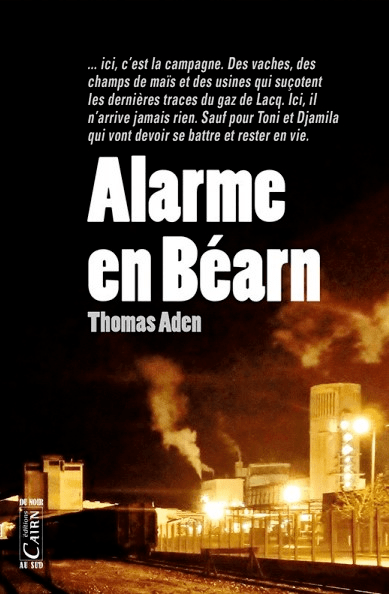 ... ici, c’est la campagne. Des vaches, des
champs de maïs et des usines qui suçotent
les dernières traces du gaz de Lacq. Ici, il
n’arrive jamais rien. Sauf pour Toni et Djamila
qui vont devoir se battre et rester en vie.
Alarme
en Béarn
Thomas Aden
DU NOIR
éditions
CAIRN
AU SUD